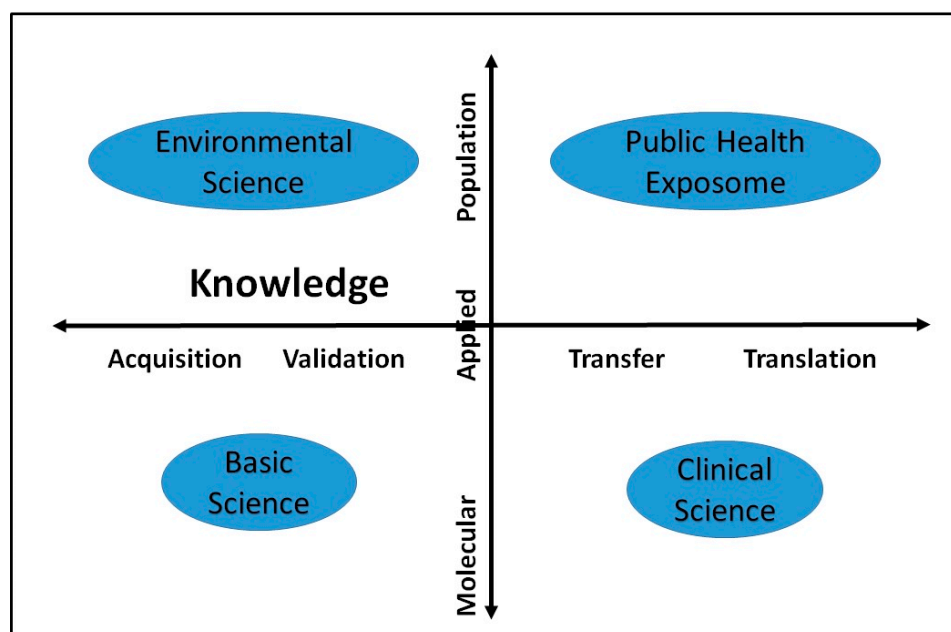 Environmental
Science
Public Health
Exposome
Population
Knowledge
Applied
Acquisition
Validation
Transfer
Translation
Basic
Science
Clinical
Science
Molecular